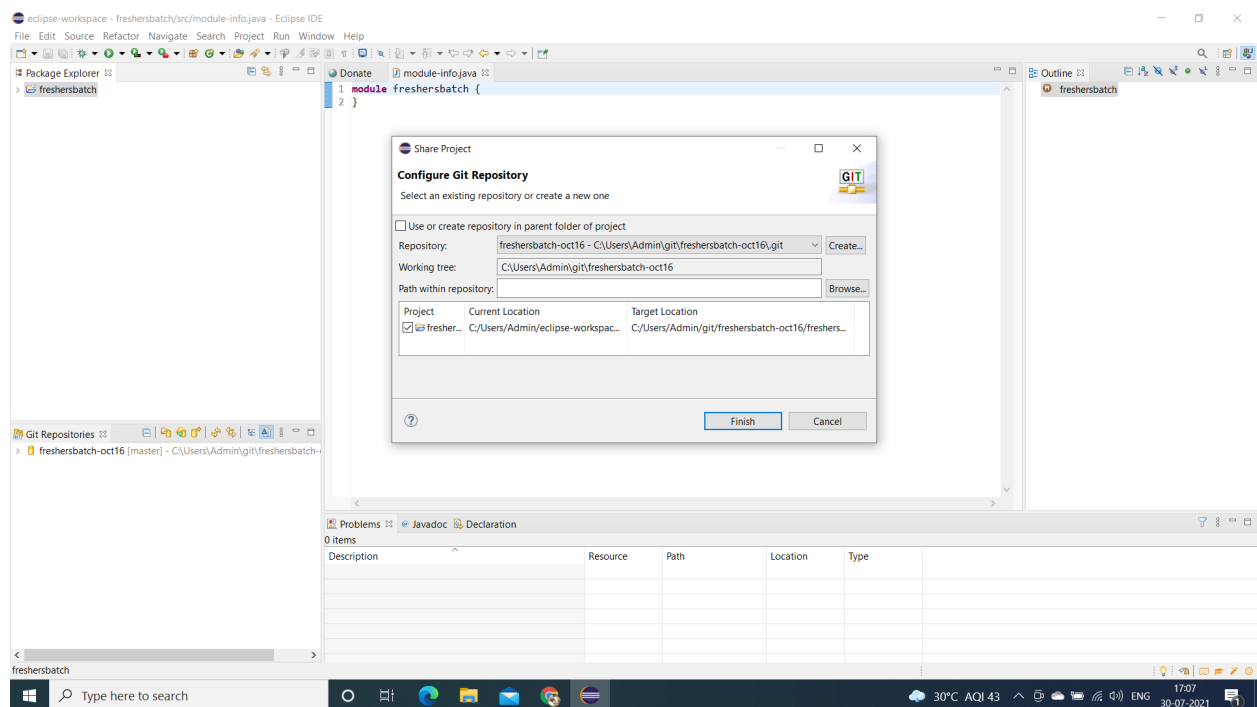 eclipse-workspace - freshersbatch/src/module-info.java - Eclipse IDE
File Edit Source Refactor Navigate Search Project Run Window Help
Package Explorer
freshersbatch
Donate module-info.java
1 module freshersbatch {
2 }
Outline
freshersbatch
Share Project
Configure Git Repository
Select an existing repository or create a new one
GIT
Use or create repository in parent folder of project
Repository: freshersbatch-oct16 - C:\Users\Admin\git\freshersbatch-oct16\.git Create...
Working tree: C:\Users\Admin\git\freshersbatch-oct16
Path within repository: Browse...
Project Current Location Target Location
fresher... C:/Users/Admin/eclipse-workspac... C:/Users/Admin/git/freshersbatch-oct16/freshers...
Finish Cancel
Git Repositories
freshersbatch-oct16 [master] - C:\Users\Admin\git\freshersbatch-
Problems Javadoc Declaration
0 items
Description Resource Path Location Type
freshersbatch
Type here to search
30°C AQI 43 ENG
17:07
30-07-2021
1